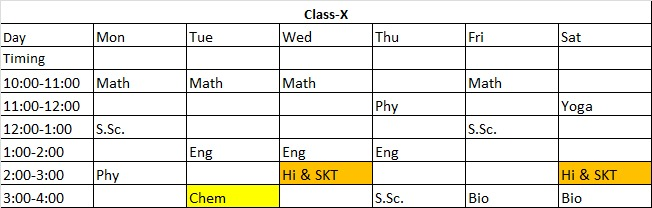 Class-X
Day Mon Tue Wed Thu Fri Sat
Timing
10:00-11:00 Math Math Math Math
11:00-12:00 Phy Yoga
12:00-1:00 S.Sc. S.Sc.
1:00-2:00 Eng Eng Eng
2:00-3:00 Phy Hi & SKT Hi & SKT
3:00-4:00 Chem S.Sc. Bio Bio